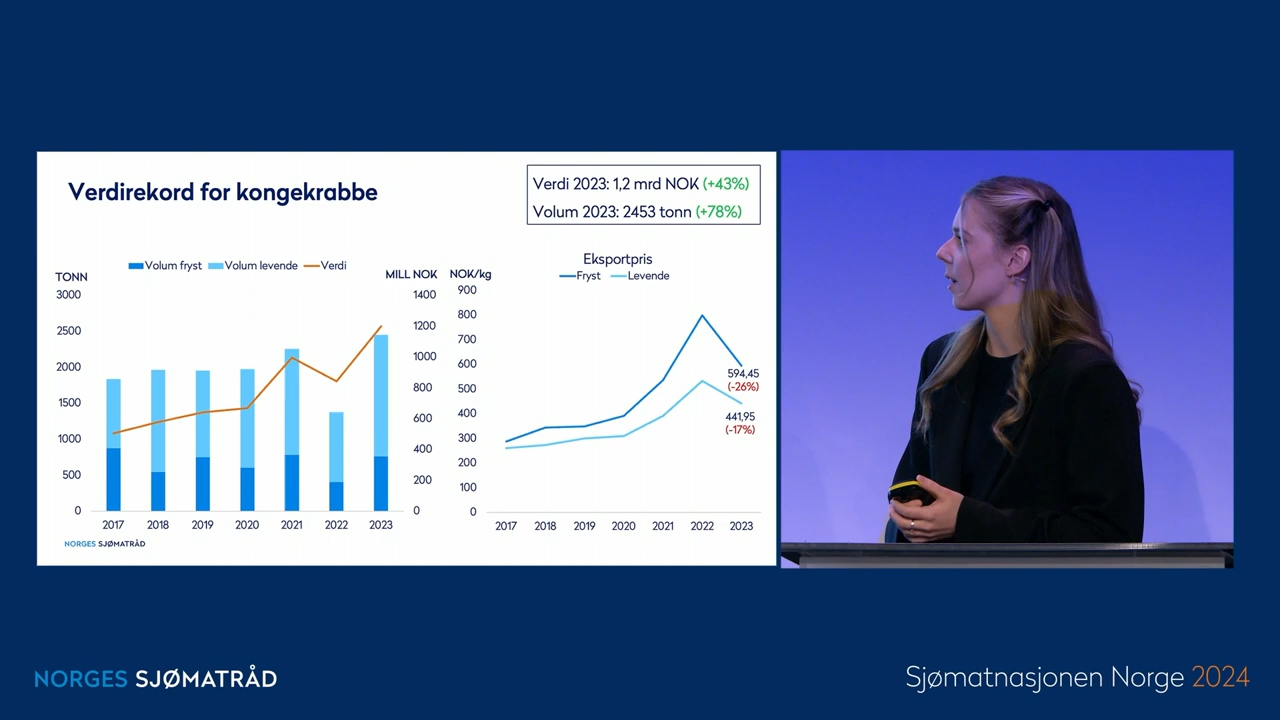 Verdirekord for kongekrabbe
Verdi 2023: 1,2 mrd NOK (+43%)
Volum 2023: 2453 tonn (+78%)
Volum fryst Volum levende Verdi
TONN
MILL NOK
3000
2500
2000
1500
1000
500
0
1400
1200
1000
800
600
400
200
0
2017 2018 2019 2020 2021 2022 2023
Eksportpris
Fryst Levende
NOK/kg
900
800
700
600
500
400
300
200
100
0
594,45
(-26%)
441,95
(-17%)
2017 2018 2019 2020 2021 2022 2023
NORGES SJØMATRÅD
NORGES SJØMATRÅD
Sjømatnasjonen Norge 2024